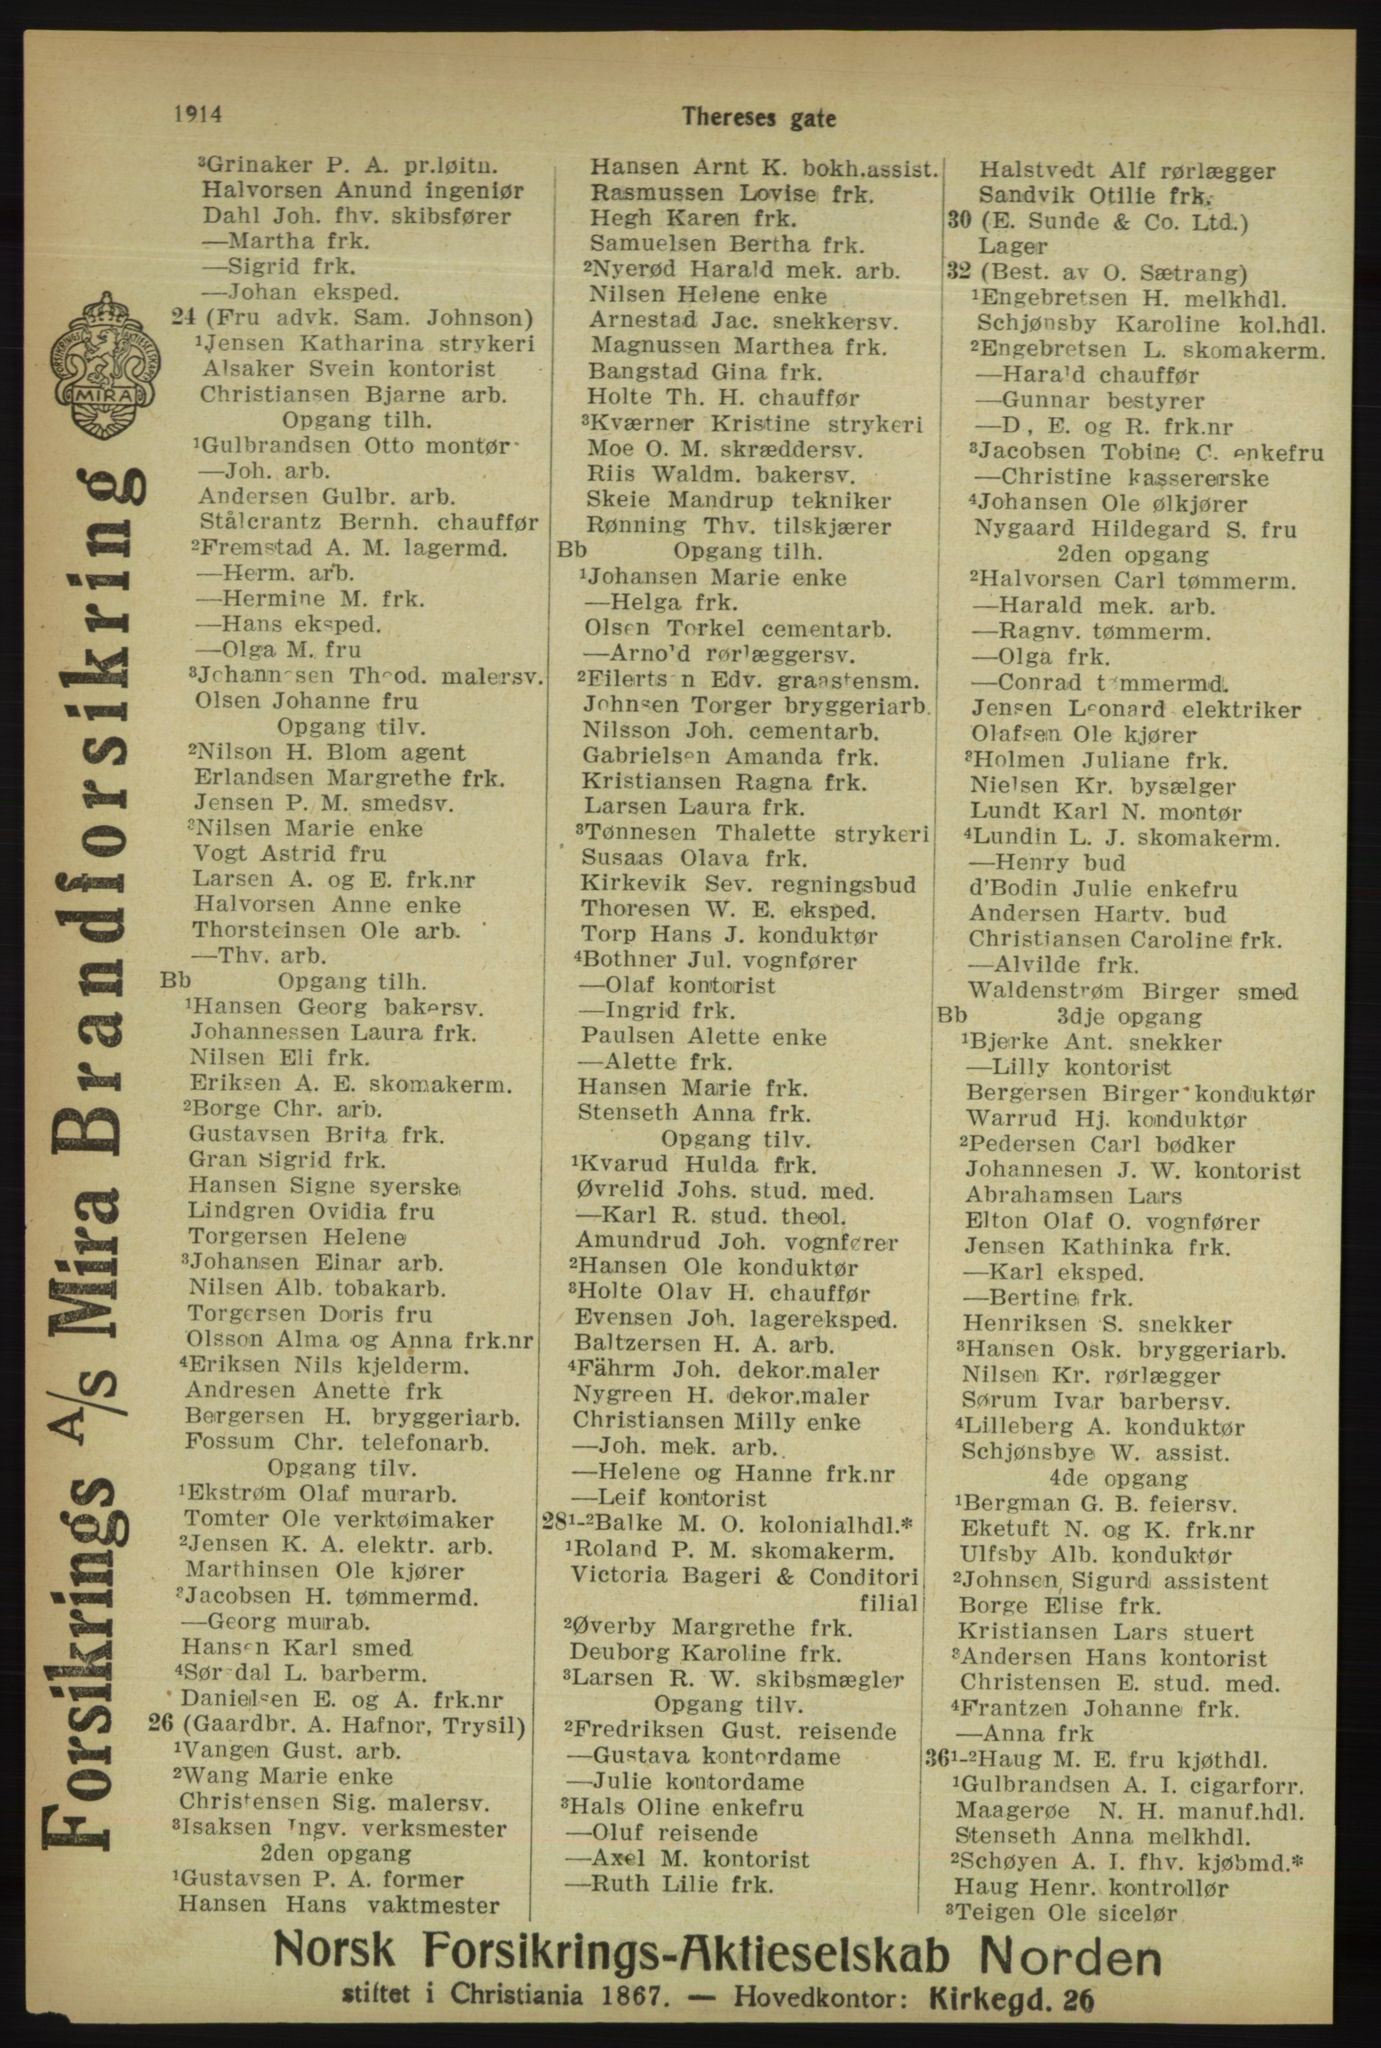 1914
Thereses gate
³Grinaker P. A. pr.løitn.
Halvorsen Anund ingeniør
Dahl Joh. fhv. skibsfører
—Martha frk.
—Sigrid frk.
—Johan eksped.
24 (Fru advk. Sam. Johnson)
¹Jensen Katharina strykeri
Alsaker Svein kontorist
Christiansen Bjarne arb.
Opgang tilh.
¹Gulbrandsen Otto montør
—Joh. arb.
Andersen Gulbr. arb.
Stålcrantz Bernh. chauffør
²Fremstad A. M. lagermd.
—Herm. arb.
—Hermine M. frk.
—Hans eksped.
—Olga M. fru
³Johannesen Theod. malersv.
Olsen Johanne fru
Opgang tilv.
²Nilson H. Blom agent
Erlandsen Margrethe frk.
Jensen P. M. smedsv.
³Nilsen Marie enke
Vogt Astrid fru
Larsen A. og E. frk.nr
Halvorsen Anne enke
Thorsteinsen Ole arb.
—Thv. arb.
Bb Opgang tilh.
¹Hansen Georg bakersv.
Johannessen Laura frk.
Nilsen Eli frk.
Eriksen A. E. skomakerm.
²Borge Chr. arb.
Gustavsen Brita frk.
Gran Sigrid frk.
Hansen Signe syerske
Lindgren Ovidia fru
Torgersen Helene
³Johansen Einar arb.
Nilsen Alb. tobakarb.
Torgersen Doris fru
Olsson Alma og Anna frk.nr
⁴Eriksen Nils kjelderm.
Andresen Anette frk
Bergersen H. bryggeriarb.
Fossum Chr. telefonarb.
Opgang tilv.
¹Ekstrøm Olaf murarb.
Tomter Ole verktøimaker
²Jensen K. A. elektr. arb.
Marthinsen Ole kjører
³Jacobsen H. tømmermd.
—Georg murab.
Hansen Karl smed
⁴Sørdal L. barberm.
Danielsen E. og A. frk.nr
26 (Gaardbr. A. Hafnor, Trysil)
¹Vangen Gust. arb.
²Wang Marie enke
Christensen Sig. malersv.
³Isaksen Ingv. verksmester
2den opgang
¹Gustavsen P. A. former
Hansen Hans vaktmester
Hansen Arnt K. bokh.assist.
Rasmussen Lovise frk.
Hegh Karen frk.
Samuelsen Bertha frk.
²Nyerød Harald mek. arb.
Nilsen Helene enke
Arnestad Jac. snekkersv.
Magnussen Marthea frk.
Bangstad Gina frk.
Holte Th. H. chauffør
³Kværner Kristine strykeri
Moe O. M. skræddersv.
Riis Waldm. bakersv.
Skeie Mandrup tekniker
Rønning Thv. tilskjærer
Bb Opgang tilh.
¹Johansen Marie enke
—Helga frk.
Olsen Torkel cementarb.
—Arnold rørlæggersv.
²Eilertsen Edv. graastensm.
Johnsen Torger bryggeriarb.
Nilsson Joh. cementarb.
Gabrielsen Amanda frk.
Kristiansen Ragna frk.
Larsen Laura frk.
³Tønnesen Thalette strykeri
Susaas Olava frk.
Kirkevik Sev. regningsbud
Thoresen W. E. eksped.
Torp Hans J. konduktør
⁴Bothner Jul. vognfører
—Olaf kontorist
—Ingrid frk.
Paulsen Alette enke
—Alette frk.
Hansen Marie frk.
Stenseth Anna frk.
Opgang tilv.
¹Kvarud Hulda frk.
Øvrelid Johs. stud. med.
—Karl R. stud. theol.
Amundrud Joh. vognfører
²Hansen Ole konduktør
³Holte Olav H. chauffør
Evensen Joh. lagereksped.
Baltzersen H. A. arb.
⁴Fährm Joh. dekor.maler
Nygreen H. dekor.maler
Christiansen Milly enke
—Joh. mek. arb.
—Helene og Hanne frk.nr
—Leif kontorist
28¹-²Balke M. O. kolonialhdl.*
¹Roland P. M. skomakerm.
Victoria Bageri & Conditori
filial
²Øverby Margrethe frk.
Deuborg Karoline frk.
³Larsen R. W. skibsmægler
Opgang tilv.
²Fredriksen Gust. reisende
—Gustava kontordame
—Julie kontordame
³Hals Oline enkefru
—Oluf reisende
—Axel M. kontorist
—Ruth Lilie frk.
Halstvedt Alf rørlægger
Sandvik Otilie frk.
30 (E. Sunde & Co. Ltd.)
Lager
32 (Best. av O. Sætrang)
¹Engebretsen H. melkhdl.
Schjønsby Karoline kol.hdl.
²Engebretsen L. skomakerm.
—Harald chauffør
—Gunnar bestyrer
—D, E. og R. frk.nr
³Jacobsen Tobine C. enkefru
—Christine kassererske
⁴Johansen Ole ølkjører
Nygaard Hildegard S. fru
2den opgang
²Halvorsen Carl tømmerm.
—Harald mek. arb.
—Ragnv. tømmerm.
—Olga frk.
—Conrad tømmermd.
Jensen Leonard elektriker
Olafsen Ole kjører
³Holmen Juliane frk.
Nielsen Kr. bysælger
Lundt Karl N. montør
⁴Lundin L. J. skomakerm.
—Henry bud
d'Bodin Julie enkefru
Andersen Hartv. bud
Christiansen Caroline frk.
—Alvilde frk.
Waldenstrøm Birger smed
Bb 3dje opgang
¹Bjerke Ant. snekker
—Lilly kontorist
Bergersen Birger konduktør
Warrud Hj. konduktør
²Pedersen Carl bødker
Johannesen J. W. kontorist
Abrahamsen Lars
Elton Olaf O. vognfører
Jensen Kathinka frk.
—Karl eksped.
—Bertine frk.
Henriksen S. snekker
³Hansen Osk. bryggeriarb.
Nilsen Kr. rørlægger
Sørum Ivar barbersv.
⁴Lilleberg A. konduktør
Schjønsbye W. assist.
4de opgang
¹Bergman G. B. feiersv.
Eketuft N. og K. frk.nr
Ulfsby Alb. konduktør
²Johnsen Sigurd assistent
Borge Elise frk.
Kristiansen Lars stuert
³Andersen Hans kontorist
Christensen E. stud. med.
⁴Frantzen Johanne frk.
—Anna frk
36¹-²Haug M. E. fru kjøthdl.
¹Gulbrandsen A. I. cigarforr.
Maagerøe N. H. manuf.hdl.
Stenseth Anna melkhdl.
²Schøyen A. I. fhv. kjøbmd.*
Haug Henr. kontrollør
³Teigen Ole sicelør
MIRA
Forsikrings A/s Mira Brandforsikring
Norsk Forsikrings-Aktieselskab Norden
stiftet i Christiania 1867. — Hovedkontor: Kirkegd. 26